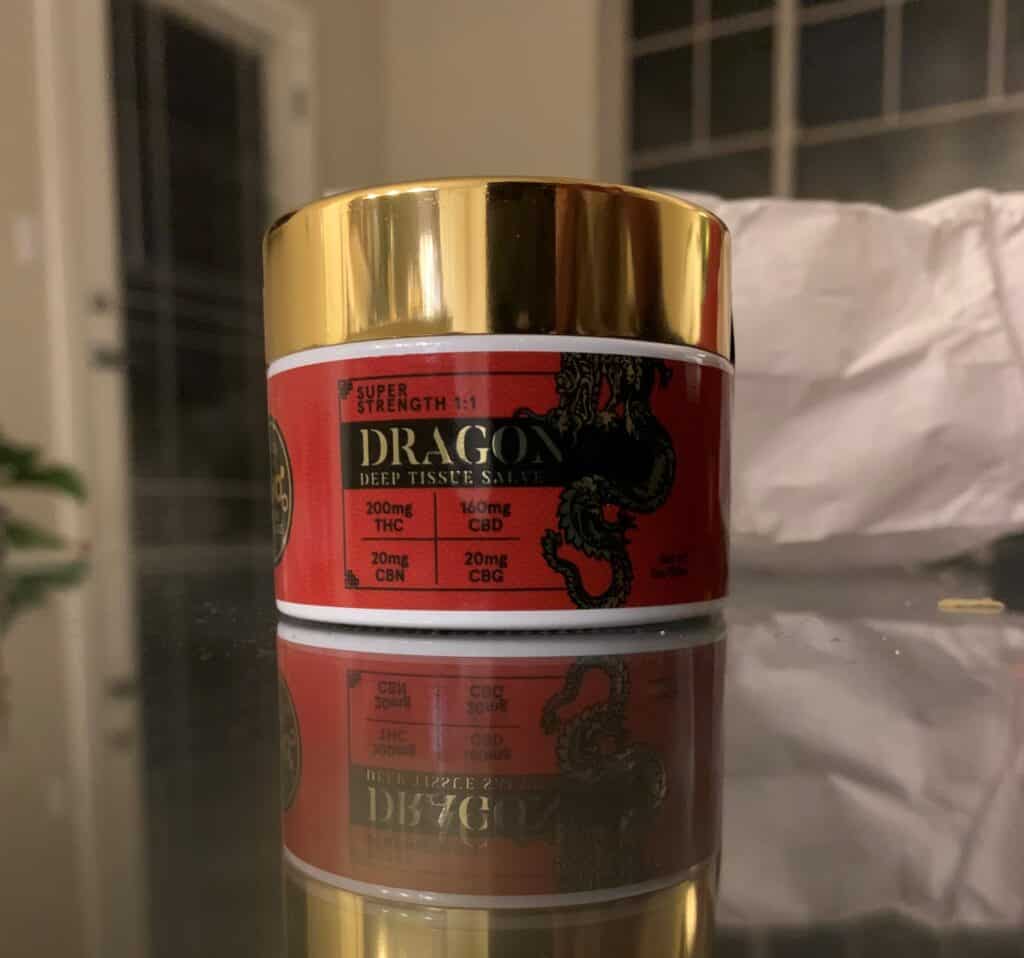 SUPER
STRENGTH 1:1
DRAGON
DEEP TISSUE SALVE
200mg
THC
160mg
CBD
20mg
CBN
20mg
CBG